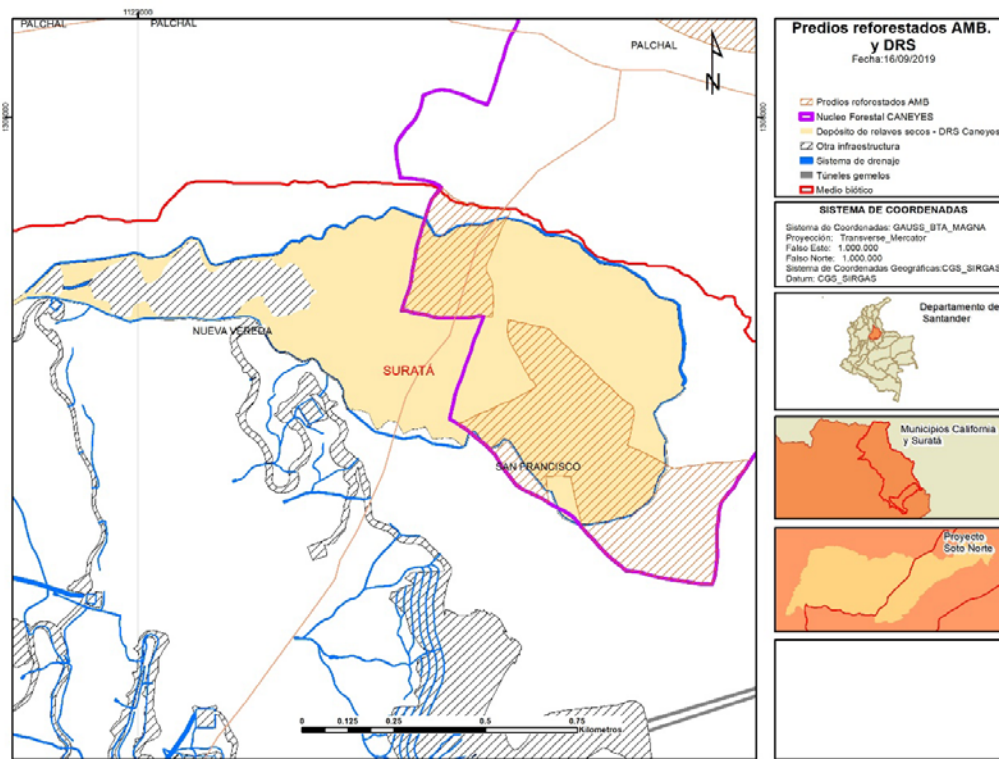 PALCHAL
1122000
PALCHAL
PALCHAL
N
NUEVA VEREDA
SURATÁ
SAN FRANCISCO
0 0.125 0.25 0.5 0.75
Kilometros
Predios reforestados AMB.
y DRS
Fecha:16/09/2019
Predios reforestados AMB
Nucleo Forestal CANEYES
Depósito de relaves secos - DRS Caneyes
Otra infraestructura
Sistema de drenaje
Túneles gemelos
Medio biótico
SISTEMA DE COORDENADAS
Sistema de Coordenadas: GAUSS_BTA_MAGNA
Proyección: Transverse_Mercator
Falso Este: 1.000.000
Falso Norte: 1.000.000
Sistema de Coordenadas Geográficas:CGS_SIRGAS
Datum: CGS_SIRGAS
Departamento de
Santander
Municipios California
y Suratá
Proyecto
Soto Norte